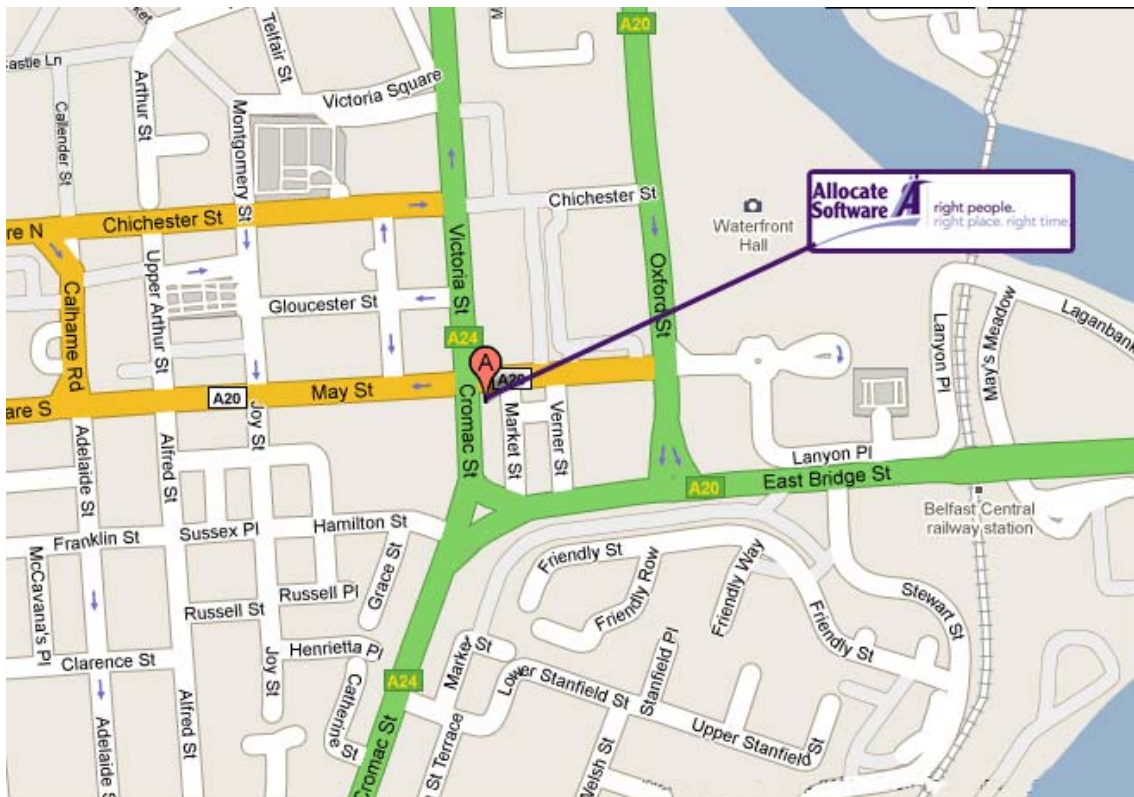 Castle Ln
Telfair St
A20
Arthur St
Callender St
Montgomery St
Victoria Square
Chichester St
Chichester St
Allocate
Software
right people.
right place. right time.
Waterfront
Hall
re N
Victoria St
Oxford St
Upper Arthur St
Calhame Rd
Gloucester St
Lanyon Pl
May's Meadow
Laganbank
A24
A
A20
May St
A20
are S
Joy St
Cromac St
Market St
Verner St
Adelaide St
Alfred St
Lanyon Pl
East Bridge St
A20
Belfast Central
railway station
Franklin St
Sussex Pl
Hamilton St
McCavana's Pl
Grace St
Friendly St
Friendly Row
Friendly Way
Friendly St
Stewart St
Russell St
Russell Pl
Henrietta Pl
Clarence St
Joy St
Catherine St
A24
Market St
Lower Stanfield St
Stanfield Pl
Upper Stanfield St
Adelaide S
Alfred St
Cromac St
St Terrace
Welsh St